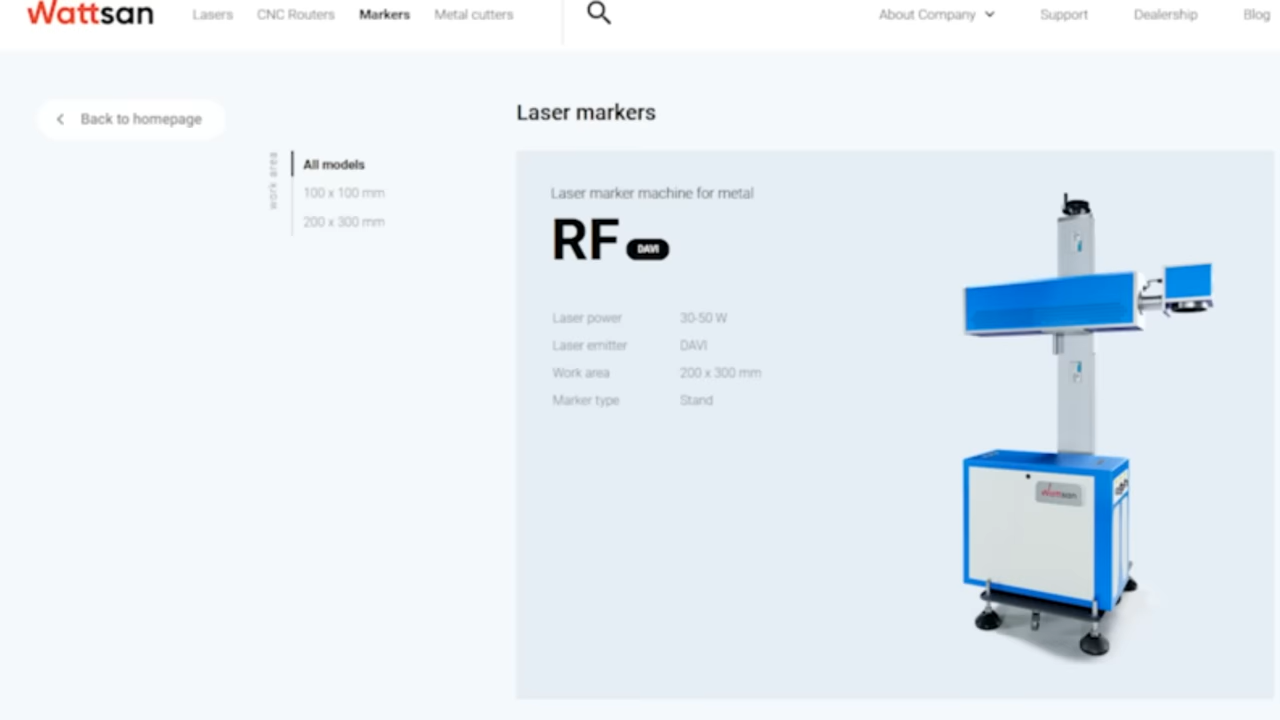 Wattsan Lasers CNC Routers Markers Metal cutters About Company Support Dealership Blog
Back to homepage
work area
All models
100 x 100 mm
200 x 300 mm
Laser markers
Laser marker machine for metal
RF DAVI
Laser power 30-50 W
Laser emitter DAVI
Work area 200 x 300 mm
Marker type Stand
Wattsan